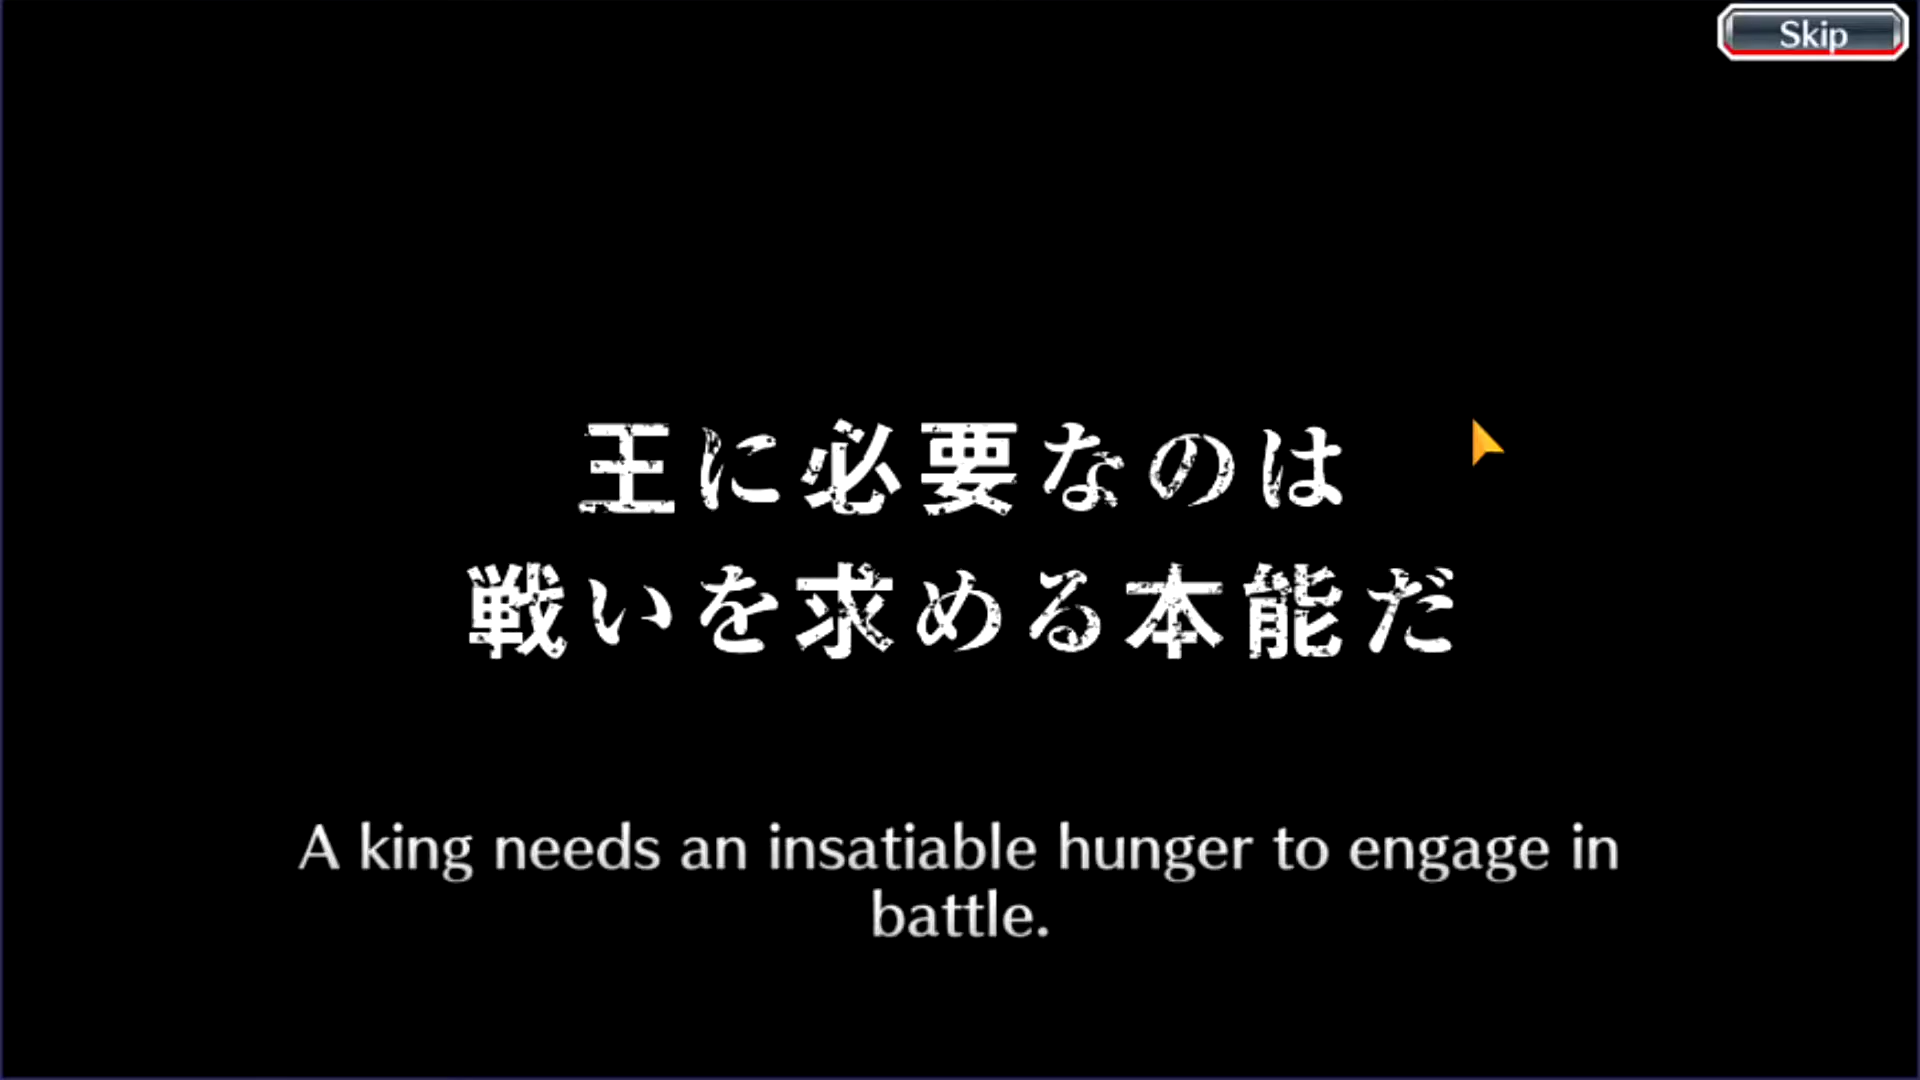 Skip
王に必要なのは
戦いを求める本能だ
A king needs an insatiable hunger to engage in
battle.